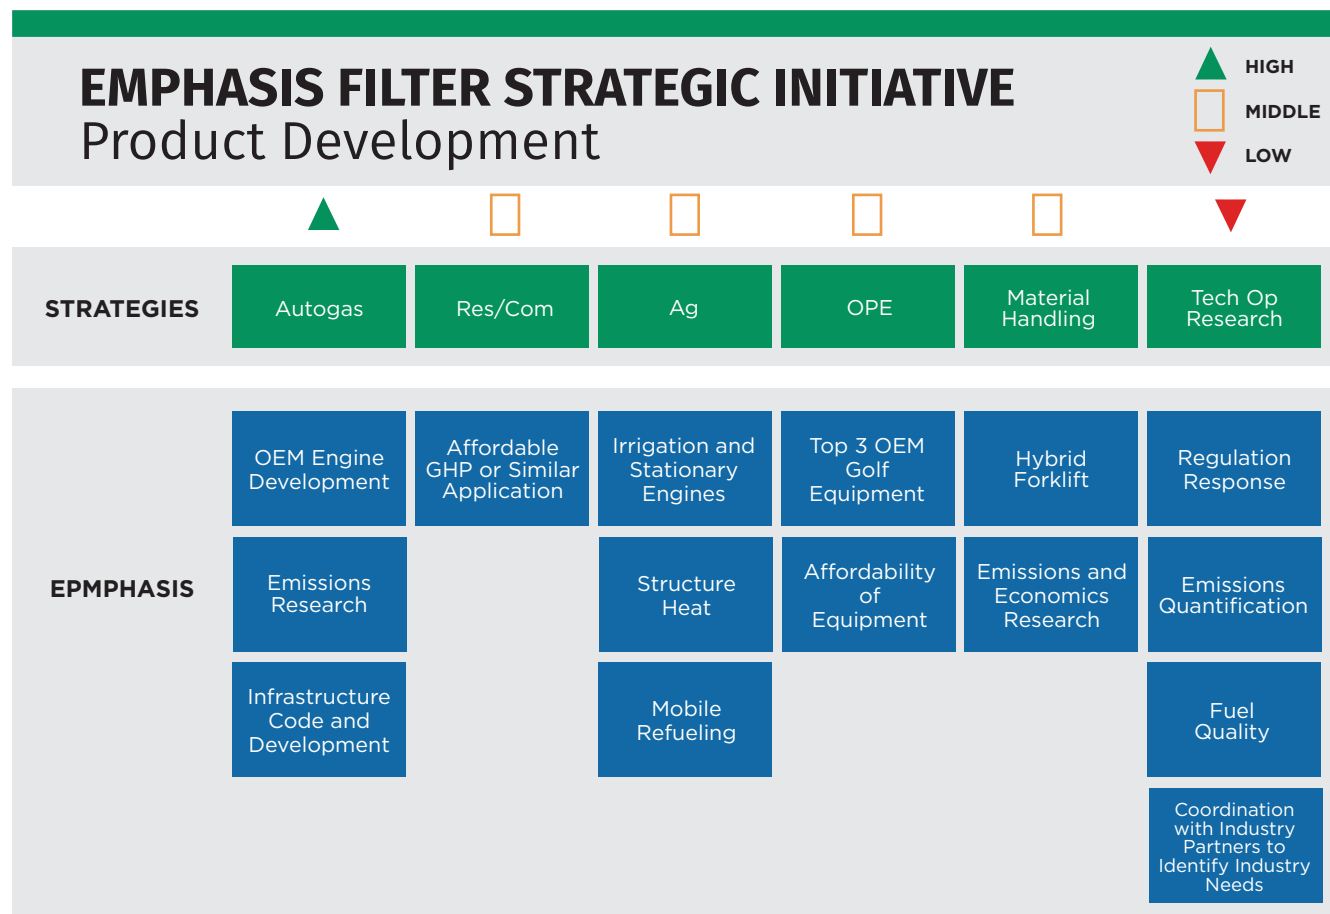 EMPHASIS FILTER STRATEGIC INITIATIVE
Product Development
HIGH
MIDDLE
LOW
STRATEGIES
Autogas
Res/Com
Ag
OPE
Material
Handling
Tech Op
Research
EPMPHASIS
OEM Engine
Development
Affordable
GHP or Similar
Application
Irrigation and
Stationary
Engines
Top 3 OEM
Golf
Equipment
Hybrid
Forklift
Regulation
Response
Emissions
Research
Structure
Heat
Affordability
of
Equipment
Emissions and
Economics
Research
Emissions
Quantification
Infrastructure
Code and
Development
Mobile
Refueling
Fuel
Quality
Coordination
with Industry
Partners to
Identify Industry
Needs